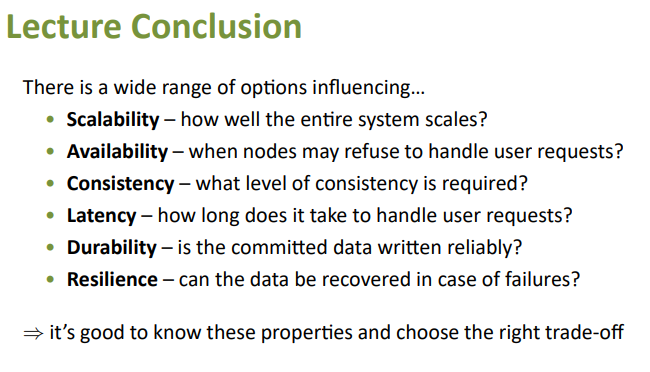 Lecture Conclusion
There is a wide range of options influencing…
• Scalability – how well the entire system scales?
• Availability – when nodes may refuse to handle user requests?
• Consistency – what level of consistency is required?
• Latency – how long does it take to handle user requests?
• Durability – is the committed data written reliably?
• Resilience – can the data be recovered in case of failures?
⇒ it’s good to know these properties and choose the right trade-off